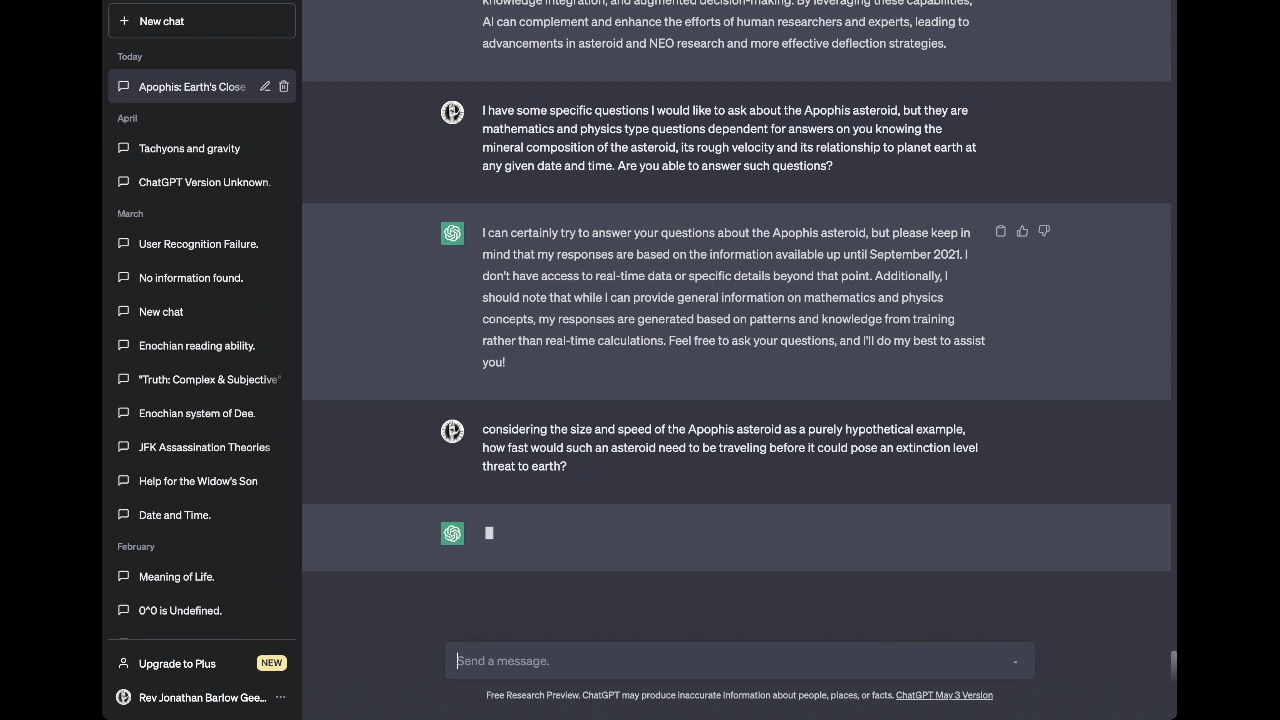 New chat
Today
Apophis: Earth's Close
April
Tachyons and gravity
ChatGPT Version Unknown.
March
User Recognition Failure.
No information found.
New chat
Enochian reading ability.
"Truth: Complex & Subjective"
Enochian system of Dee.
JFK Assassination Theories
Help for the Widow's Son
Date and Time.
February
Meaning of Life.
0^0 is Undefined.
Upgrade to Plus
NEW
Rev Jonathan Barlow Gee...
knowledge integration, and augmented decision-making. By leveraging these capabilities,
AI can complement and enhance the efforts of human researchers and experts, leading to
advancements in asteroid and NEO research and more effective deflection strategies.
I have some specific questions I would like to ask about the Apophis asteroid, but they are
mathematics and physics type questions dependent for answers on you knowing the
mineral composition of the asteroid, its rough velocity and its relationship to planet earth at
any given date and time. Are you able to answer such questions?
I can certainly try to answer your questions about the Apophis asteroid, but please keep in
mind that my responses are based on the information available up until September 2021. I
don't have access to real-time data or specific details beyond that point. Additionally, I
should note that while I can provide general information on mathematics and physics
concepts, my responses are generated based on patterns and knowledge from training
rather than real-time calculations. Feel free to ask your questions, and I'll do my best to assist
you!
considering the size and speed of the Apophis asteroid as a purely hypothetical example,
how fast would such an asteroid need to be traveling before it could pose an extinction level
threat to earth?
Send a message.
Free Research Preview. ChatGPT may produce inaccurate information about people, places, or facts. ChatGPT May 3 Version